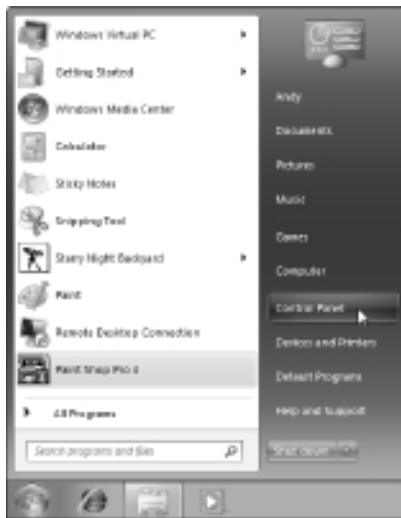 Windows Virtual PC
Getting Started
Windows Media Center
Calculator
Sticky Notes
Snipping Tool
Starry Night Backyard
Paint
Remote Desktop Connection
Paint Shop Pro 4
All Programs
Search programs and files
Andy
Documents
Pictures
Music
Games
Computer
Control Panel
Devices and Printers
Default Programs
Help and Support
Shut down